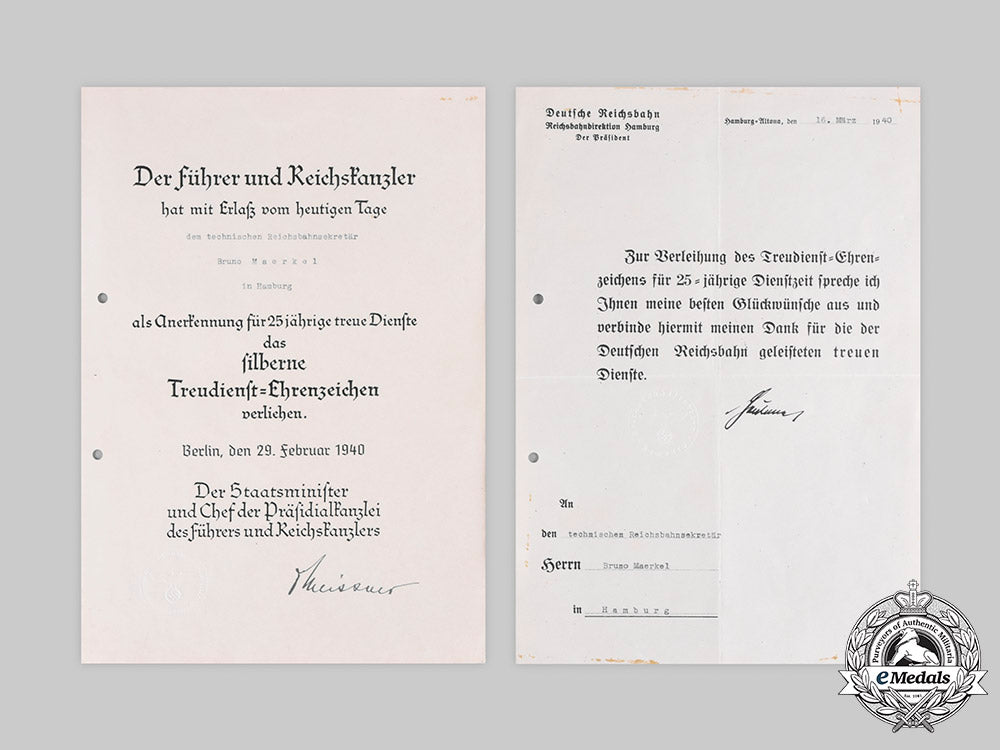 Der Führer und Reichskanzler
hat mit Erlaß vom heutigen Tage
dem technischen Reichsbahnsekretär
Bruno Maerkel
in Hamburg
als Anerkennung für 25jährige treue Dienste
das
silberne
Treudienst=Ehrenzeichen
verliehen.
Berlin, den 29. Februar 1940
Der Staatsminister
und Chef der Präsidialkanzlei
des Führers und Reichskanzlers
Meissner
Deutsche Reichsbahn
Reichsbahndirektion Hamburg
Der Präsident
Hamburg=Altona, den 16. März 1940
Zur Verleihung des Treudienst=Ehren=
zeichens für 25=jährige Dienstzeit spreche ich
Ihnen meine besten Glückwünsche aus und
verbinde hiermit meinen Dank für die der
Deutschen Reichsbahn geleisteten treuen
Dienste.
An
den technischen Reichsbahnsekretär
Herrn Bruno Maerkel
in Hamburg
Purveyors of Authentic Militaria
eMedals